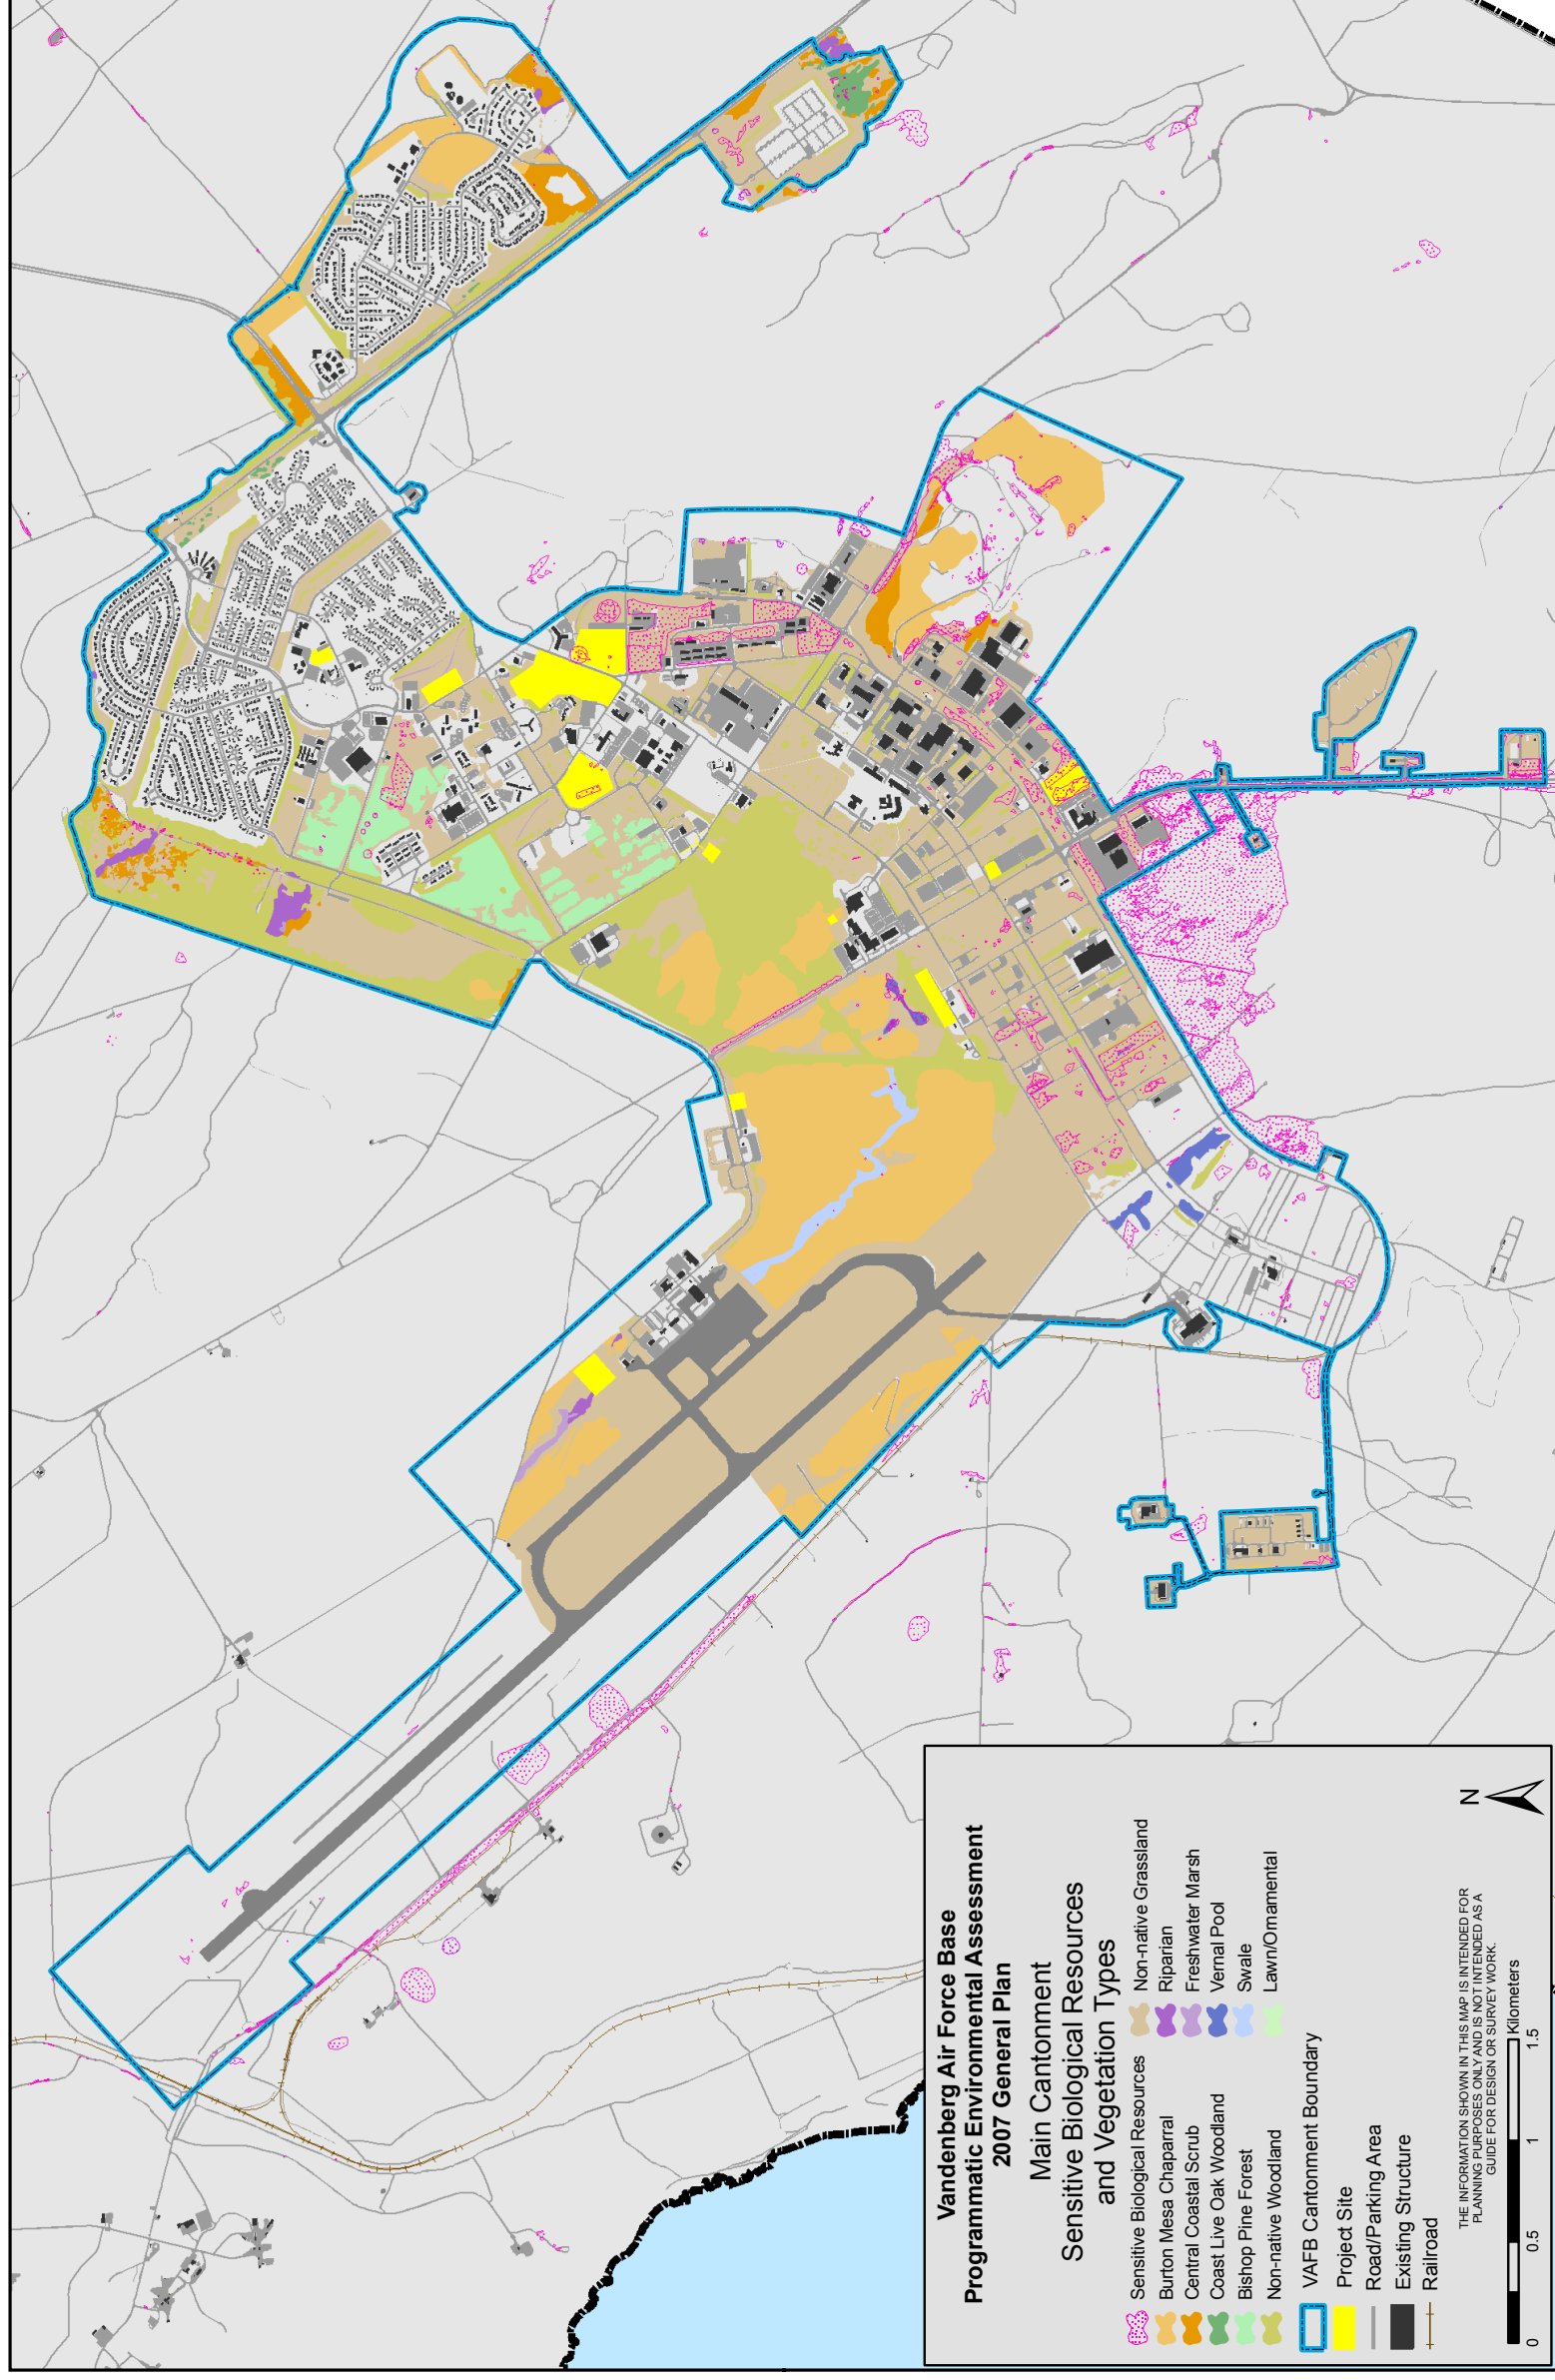 Vandenberg Air Force Base
Programmatic Environmental Assessment
2007 General Plan
Main Cantonment
Sensitive Biological Resources
and Vegetation Types
Sensitive Biological Resources
Burton Mesa Chaparral
Central Coastal Scrub
Coast Live Oak Woodland
Bishop Pine Forest
Non-native Woodland
Non-native Grassland
Riparian
Freshwater Marsh
Vernal Pool
Swale
Lawn/Ornamental
VAFB Cantonment Boundary
Project Site
Road/Parking Area
Existing Structure
Railroad
N
THE INFORMATION SHOWN IN THIS MAP IS INTENDED FOR
PLANNING PURPOSES ONLY AND IS NOT INTENDED AS A
GUIDE FOR DESIGN OR SURVEY WORK.
Kilometers
0 0.5 1 1.5